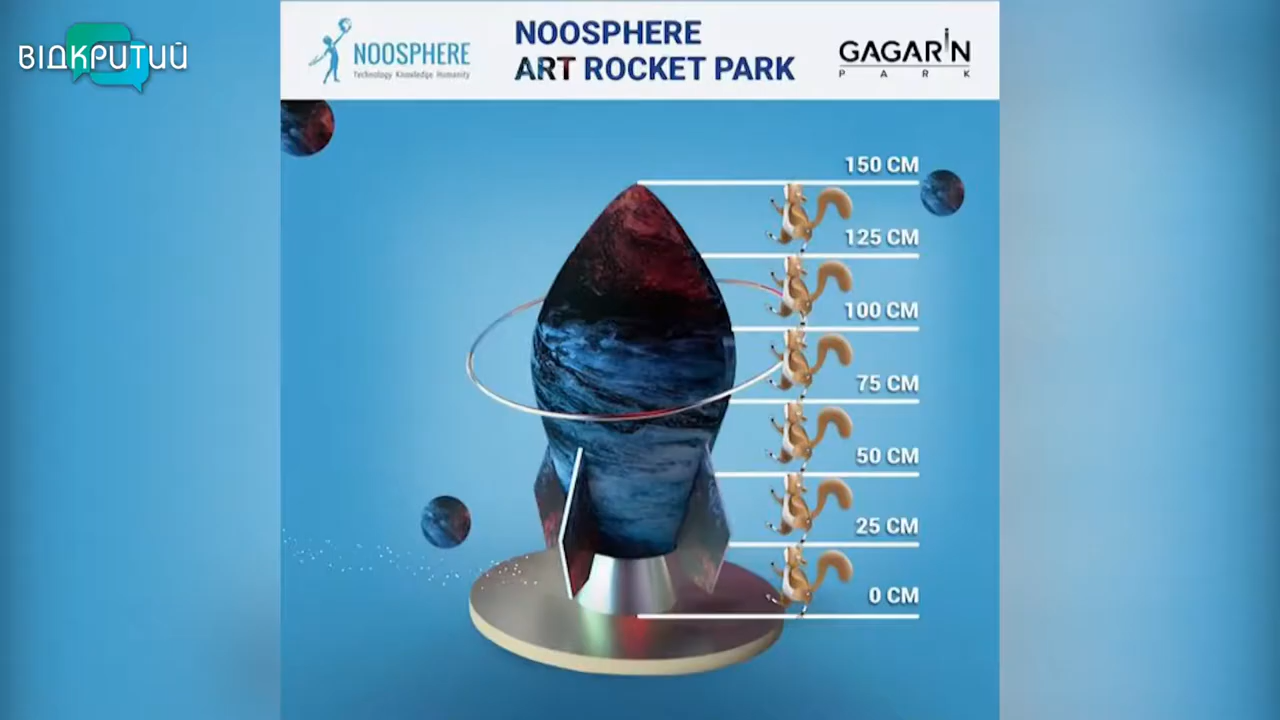 ВІДКРИТИЙ
NOOSPHERE
Technology Knowledge Humanity
NOOSPHERE
ART ROCKET PARK
GAGARIN
PARK
150 CM
125 CM
100 CM
75 CM
50 CM
25 CM
0 CM